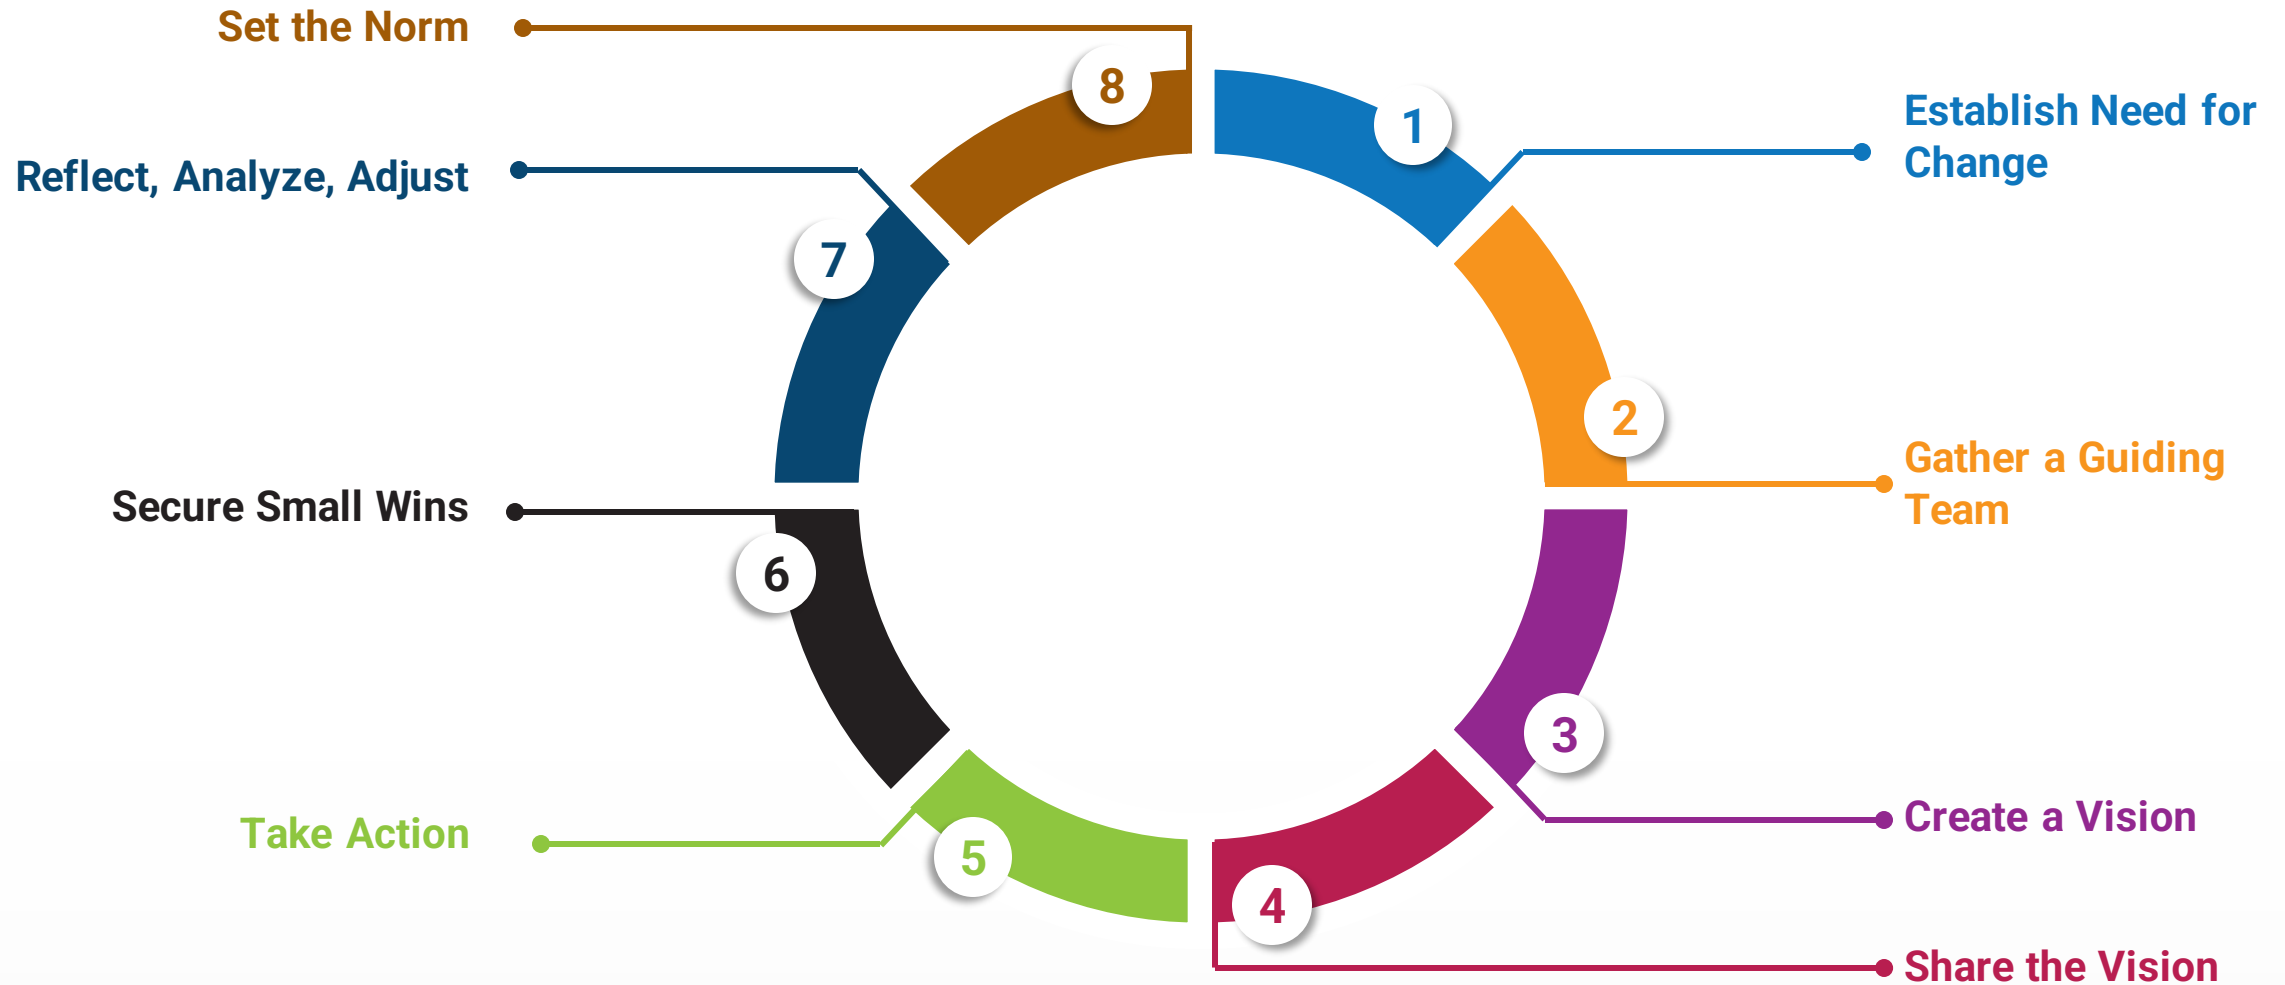 Set the Norm
8
1
Establish Need for
Change
Reflect, Analyze, Adjust
7
2
Gather a Guiding
Team
Secure Small Wins
6
3
Create a Vision
Take Action
5
4
Share the Vision